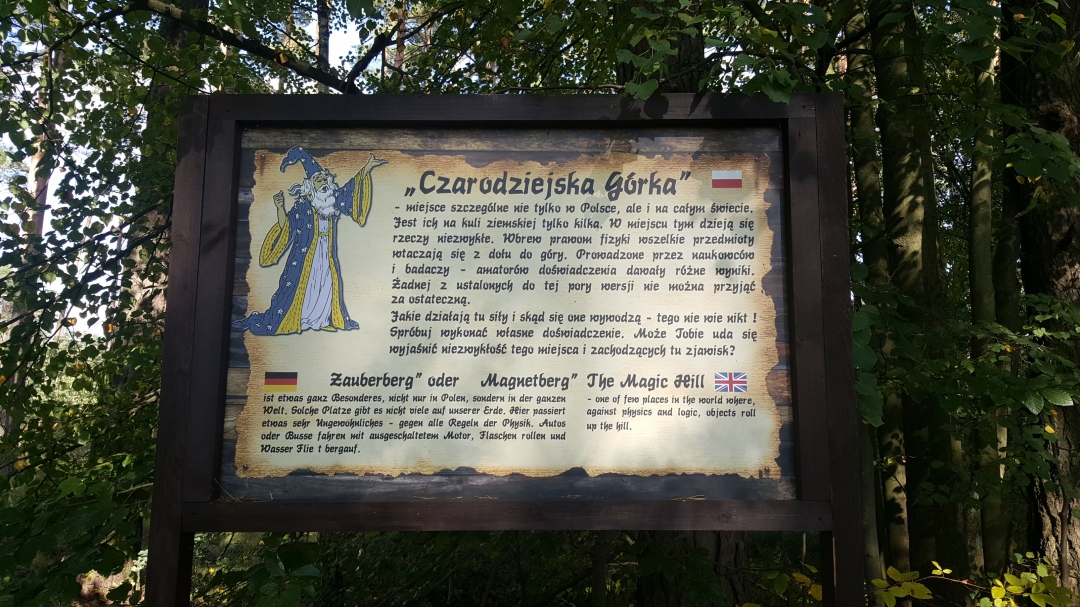 „Czarodziejska Górka”
- miejsce szczególne nie tylko w Polsce, ale i na całym świecie.
Jest ich na kuli ziemskiej tylko kilka. W miejscu tym dzieją się
rzeczy niezwykłe. Wbrew prawom fizyki wszelkie przedmioty
wtaczają się z dołu do góry. Prowadzone przez naukowców
i badaczy - amatorów doświadczenia dawały różne wyniki.
Żadnej z ustalonych do tej pory wersji nie można przyjąć
za ostateczną.
Jakie działają tu siły i skąd się one wywodzą - tego nie wie nikt !
Spróbuj wykonać własne doświadczenie. Może Tobie uda się
wyjaśnić niezwykłość tego miejsca i zachodzących tu zjawisk?
Zauberberg” oder Magnetberg”
ist etwas ganz Besonderes, nicht nur in Polen, sondern in der ganzen
Welt. Solche Platze gibt es nicht viele auf unserer Erde. Hier passiert
etwas sehr Ungewohnliches - gegen alle Regeln der Physik. Autos
oder Busse fahren mit ausgeschaltetem Motor, Flaschen rollen und
Wasser Flie t bergauf.
The Magic Hill
- one of few places in the world where,
against physics and logic, objects roll
up the hill.